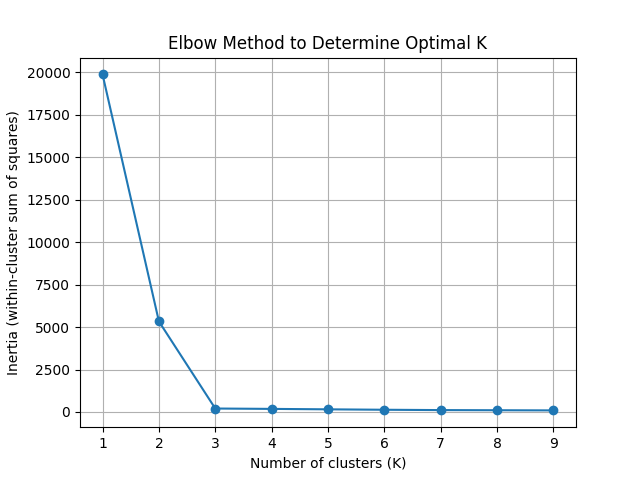 Elbow Method to Determine Optimal K
20000
17500
15000
12500
10000
7500
5000
2500
0
Inertia (within-cluster sum of squares)
1 2 3 4 5 6 7 8 9
Number of clusters (K)